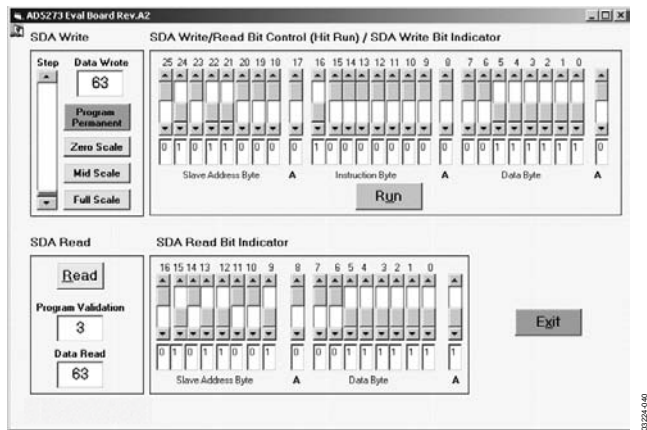 AD5273 Eval Board Rev.A2
SDA Write
SDA Write/Read Bit Control (Hit Run) / SDA Write Bit Indicator
Step
Data Wrote
63
Program
Permanent
Zero Scale
Mid Scale
Full Scale
25 24 23 22 21 20 19 18 17 16 15 14 13 12 11 10 9 8 7 6 5 4 3 2 1 0
0 1 0 1 1 0 0 0 0 1 0 0 0 0 0 0 0 0 0 0 1 1 1 1 1 1 0
Slave Address Byte A Instruction Byte A Data Byte A
Run
SDA Read
SDA Read Bit Indicator
Read
Program Validation
3
Data Read
63
16 15 14 13 12 11 10 9 8 7 6 5 4 3 2 1 0
0 1 0 1 1 0 0 1 0 0 0 1 1 1 1 1 1 1
Slave Address Byte A Data Byte A
Exit
03224-040